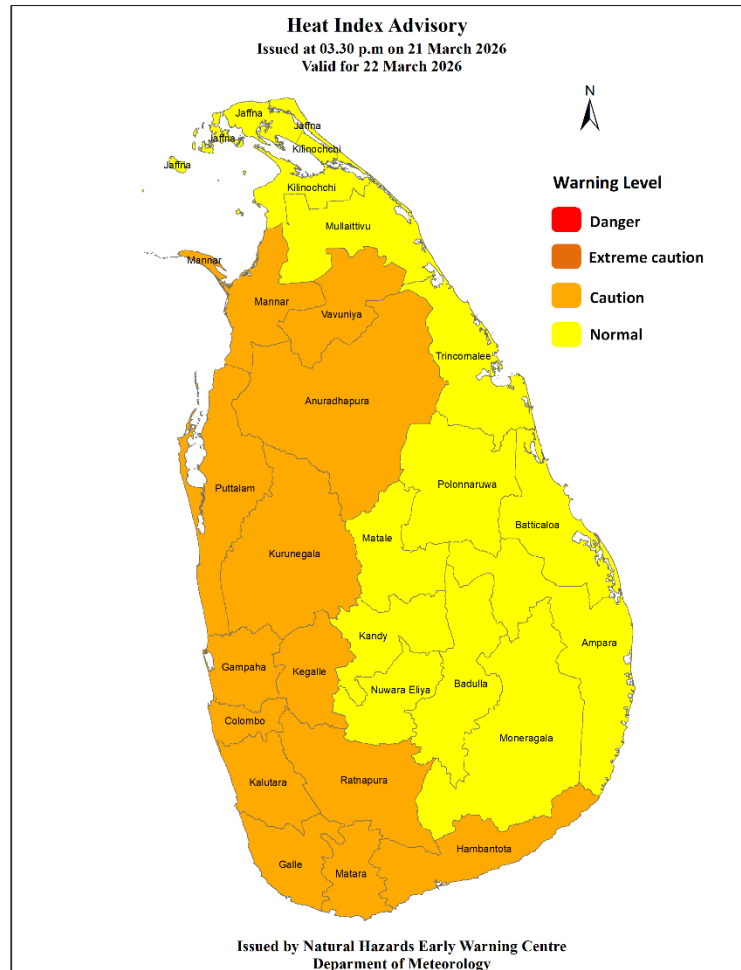 Heat Index Advisory
Issued at 03.30 p.m on 21 March 2026
Valid for 22 March 2026
N
Jaffna
Jaffna
Jaffna
Kilinochchi
Jaffna
Kilinochchi
Mullaittivu
Warning Level
Danger
Extreme caution
Caution
Normal
Mannar
Mannar
Vavuniya
Trincomalee
Anuradhapura
Polonnaruwa
Puttalam
Batticaloa
Matale
Kurunegala
Kandy
Ampara
Gampaha
Kegalle
Nuwara Eliya
Badulla
Colombo
Moneragala
Kalutara
Ratnapura
Hambantota
Galle
Matara
Issued by Natural Hazards Early Warning Centre
Deparment of Meteorology